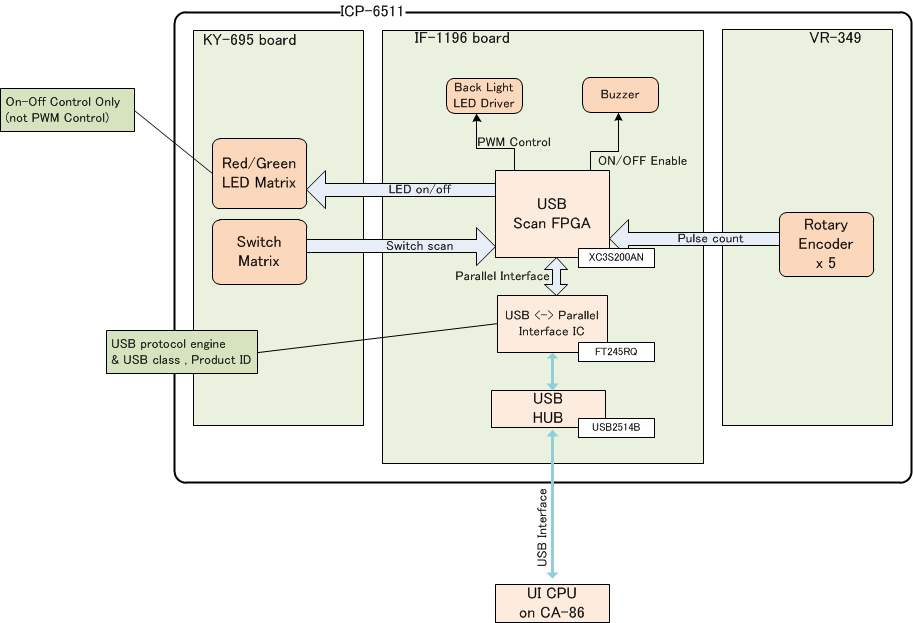 ICP-6511
KY-695 board
IF-1196 board
VR-349
On-Off Control Only
(not PWM Control)
Back Light
LED Driver
Buzzer
PWM Control
ON/OFF Enable
Red/Green
LED Matrix
LED on/off
USB
Scan FPGA
XC3S200AN
Switch
Matrix
Switch scan
Pulse count
Rotary
Encoder
x 5
Parallel Interface
USB <-> Parallel
Interface IC
FT245RQ
USB protocol engine
& USB class , Product ID
USB
HUB
USB2514B
USB Interface
UI CPU
on CA-86